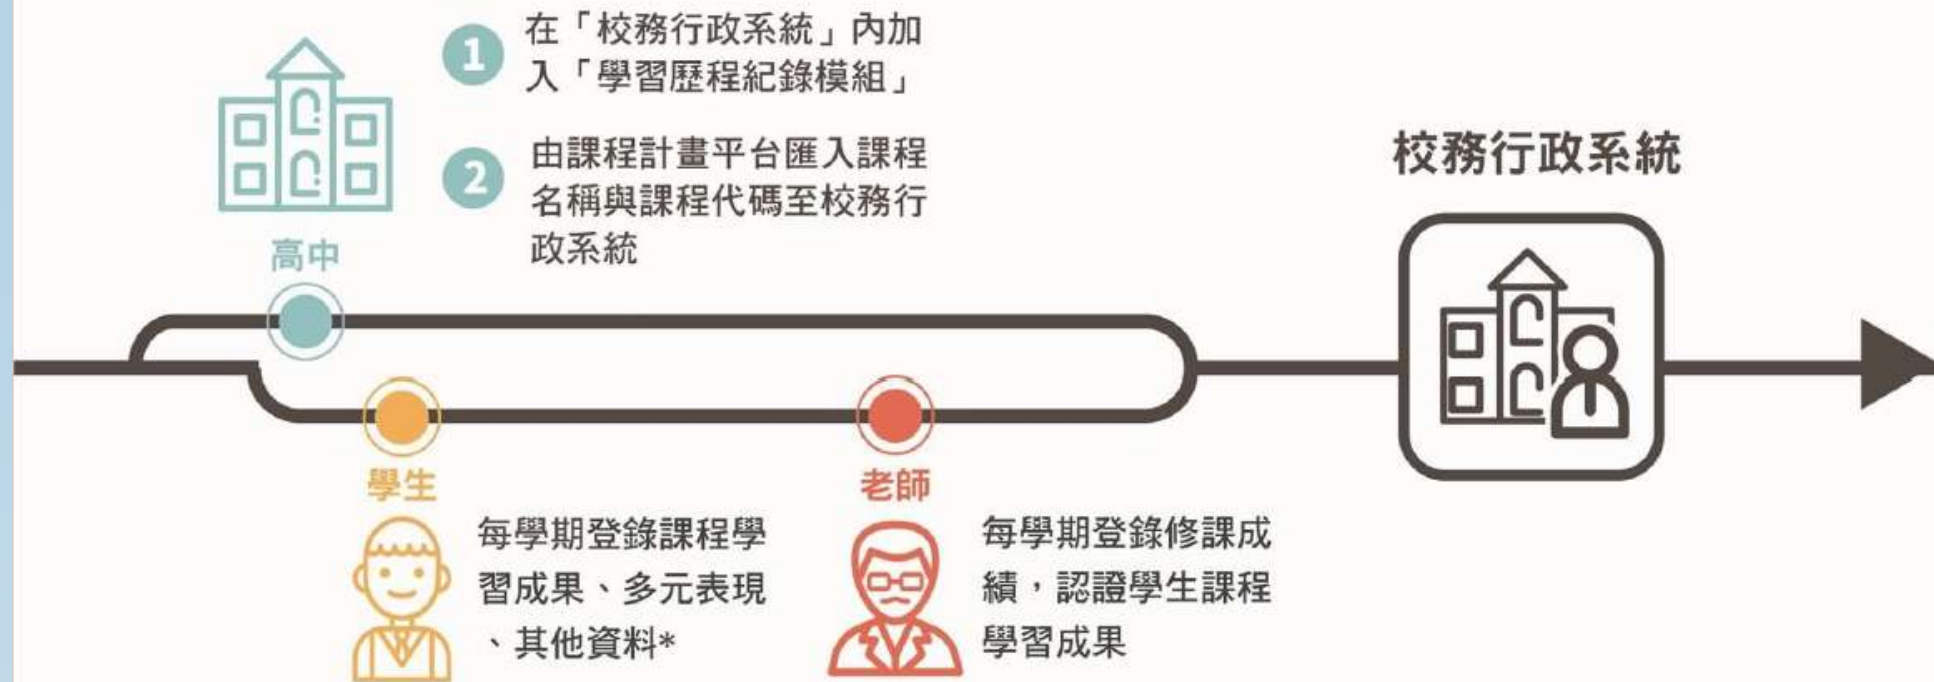 1
在「校務行政系統」內加
入「學習歷程紀錄模組」
2
由課程計畫平台匯入課程
名稱與課程代碼至校務行
政系統
高中
校務行政系統
學生
每學期登錄課程學
習成果、多元表現
、其他資料*
老師
每學期登錄修課成
績，認證學生課程
學習成果